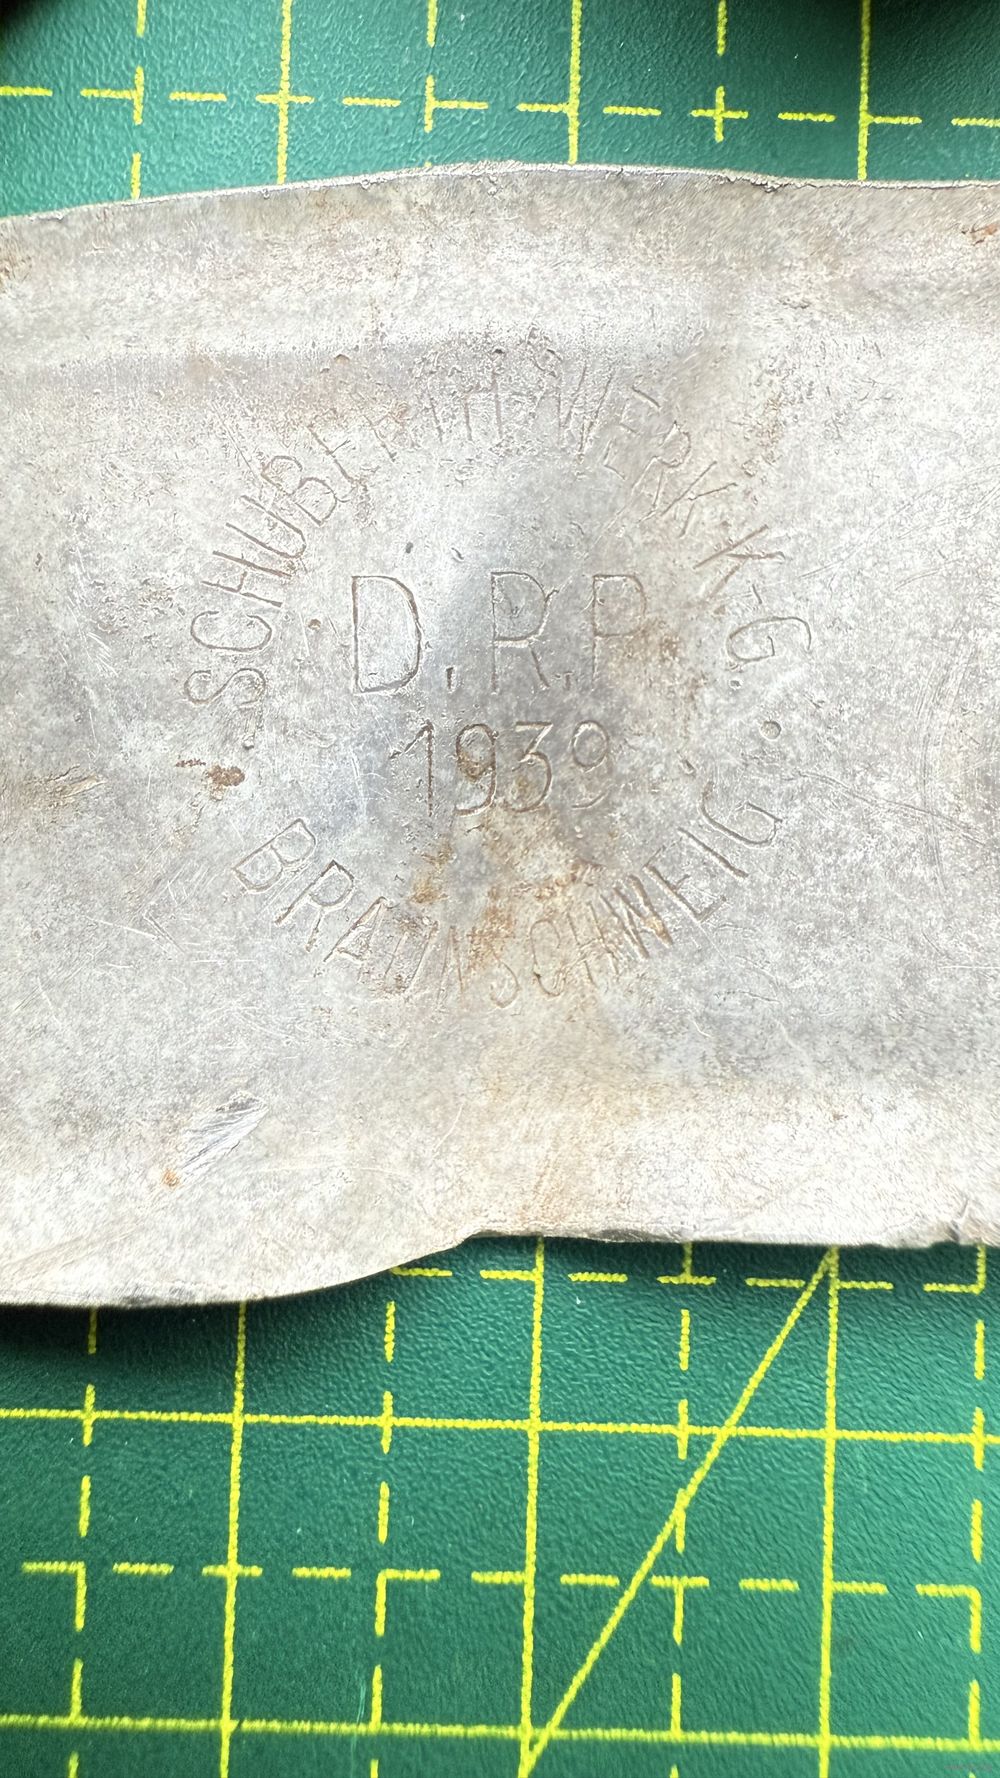 SCHUBERTH WERK K-G.
D.R.P
1939
BRAUNSCHWEIG